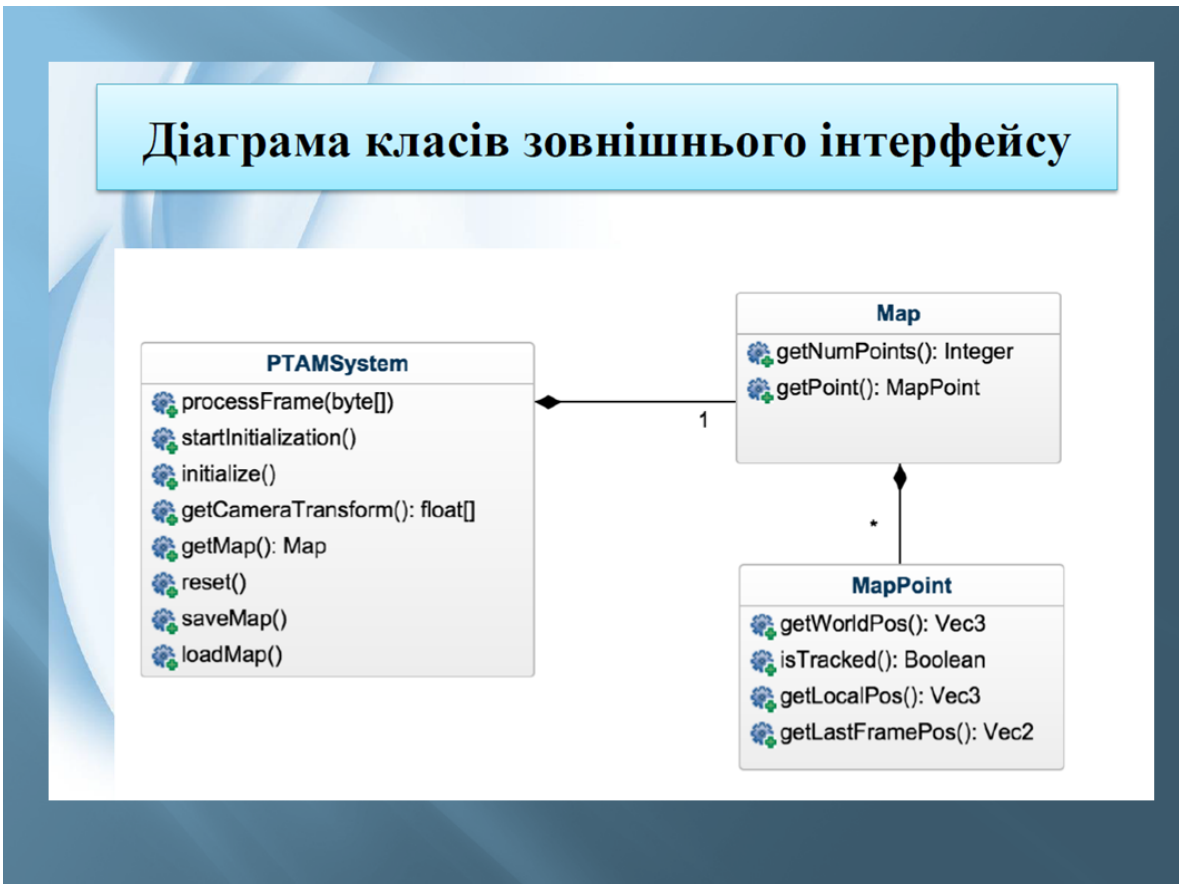 Діаграма класів зовнішнього інтерфейсу
PTAMSystem
processFrame(byte[])
startInitialization()
initialize()
getCameraTransform(): float[]
getMap(): Map
reset()
saveMap()
loadMap()
1
Map
getNumPoints(): Integer
getPoint(): MapPoint
*
MapPoint
getWorldPos(): Vec3
isTracked(): Boolean
getLocalPos(): Vec3
getLastFramePos(): Vec2